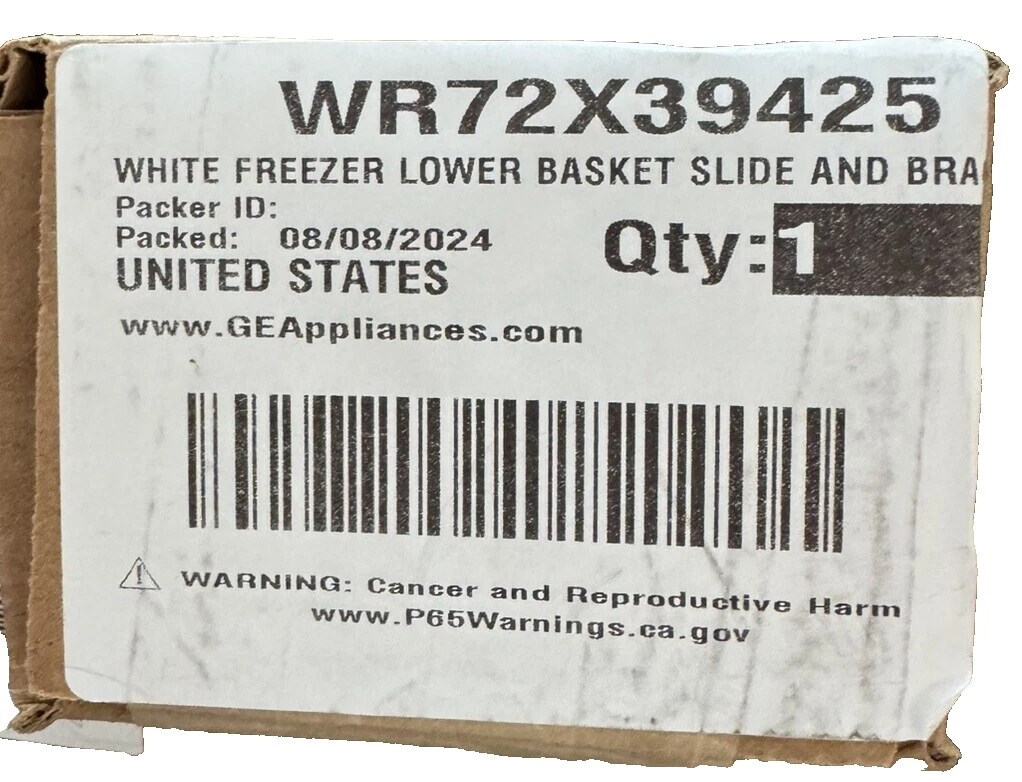 WR72X39425
WHITE FREEZER LOWER BASKET SLIDE AND BRA
Packer ID:
Packed: 08/08/2024
Qty:1
UNITED STATES
www.GEAppliances.com
WARNING: Cancer and Reproductive Harm
www.P65Warnings.ca.gov